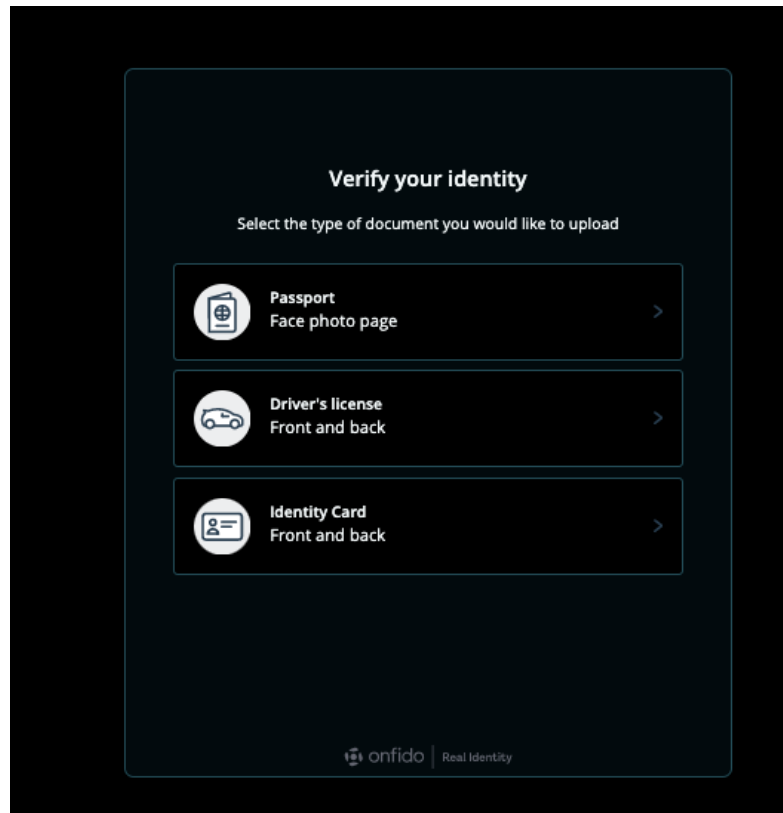 Verify your identity
Select the type of document you would like to upload
Passport
Face photo page
Driver's license
Front and back
Identity Card
Front and back
onfido | Real Identity